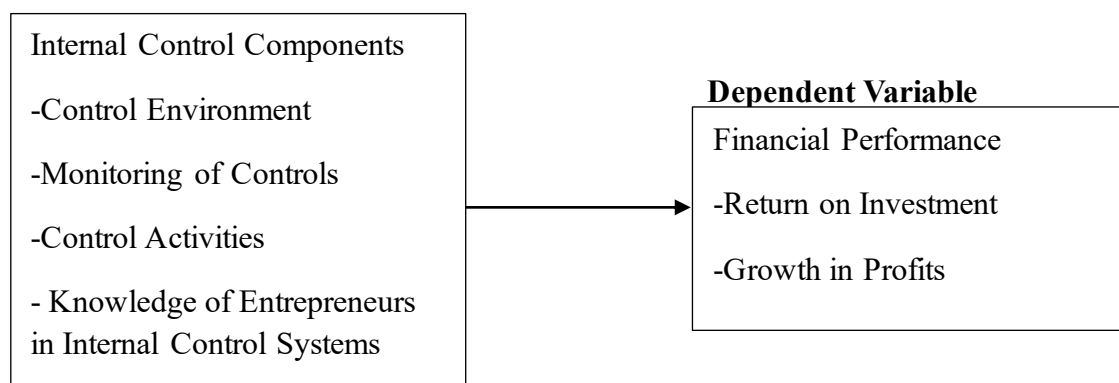 Internal Control Components
-Control Environment
-Monitoring of Controls
-Control Activities
- Knowledge of Entrepreneurs
in Internal Control Systems
Dependent Variable
Financial Performance
-Return on Investment
-Growth in Profits